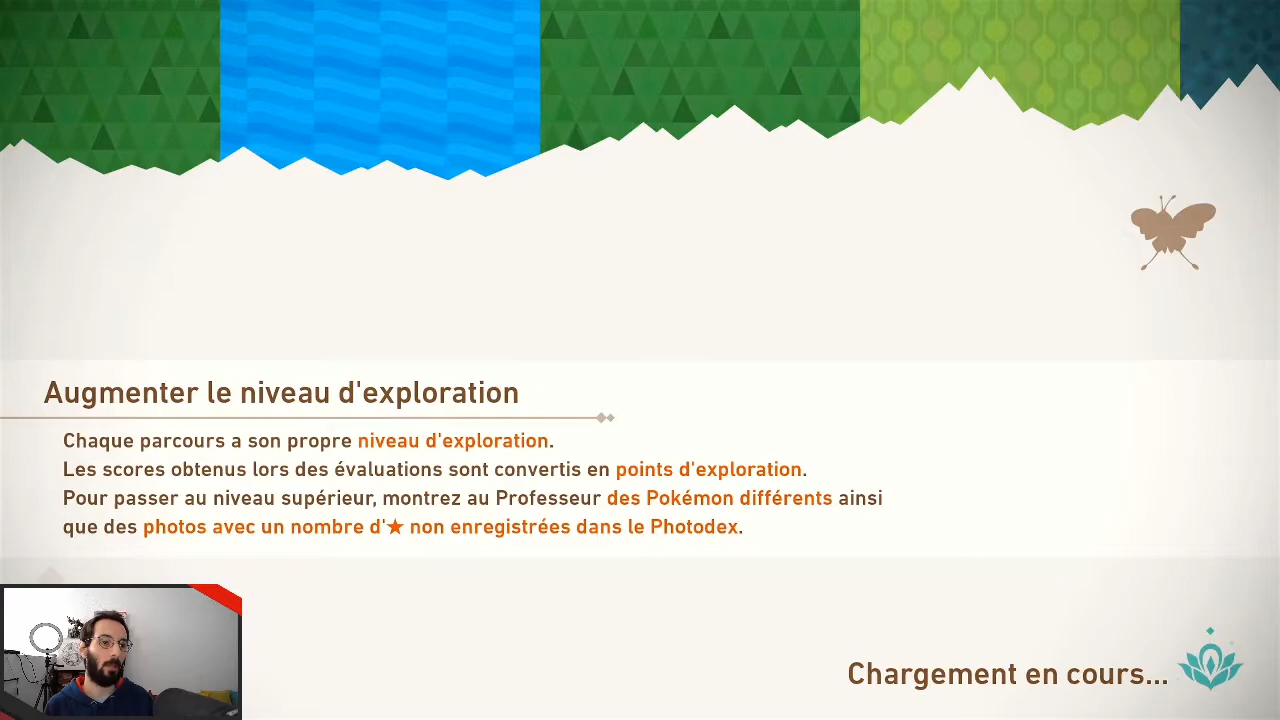 Augmenter le niveau d'exploration
Chaque parcours a son propre niveau d'exploration.
Les scores obtenus lors des évaluations sont convertis en points d'exploration.
Pour passer au niveau supérieur, montrez au Professeur des Pokémon différents ainsi
que des photos avec un nombre d'★ non enregistrées dans le Photodex.
Chargement en cours...